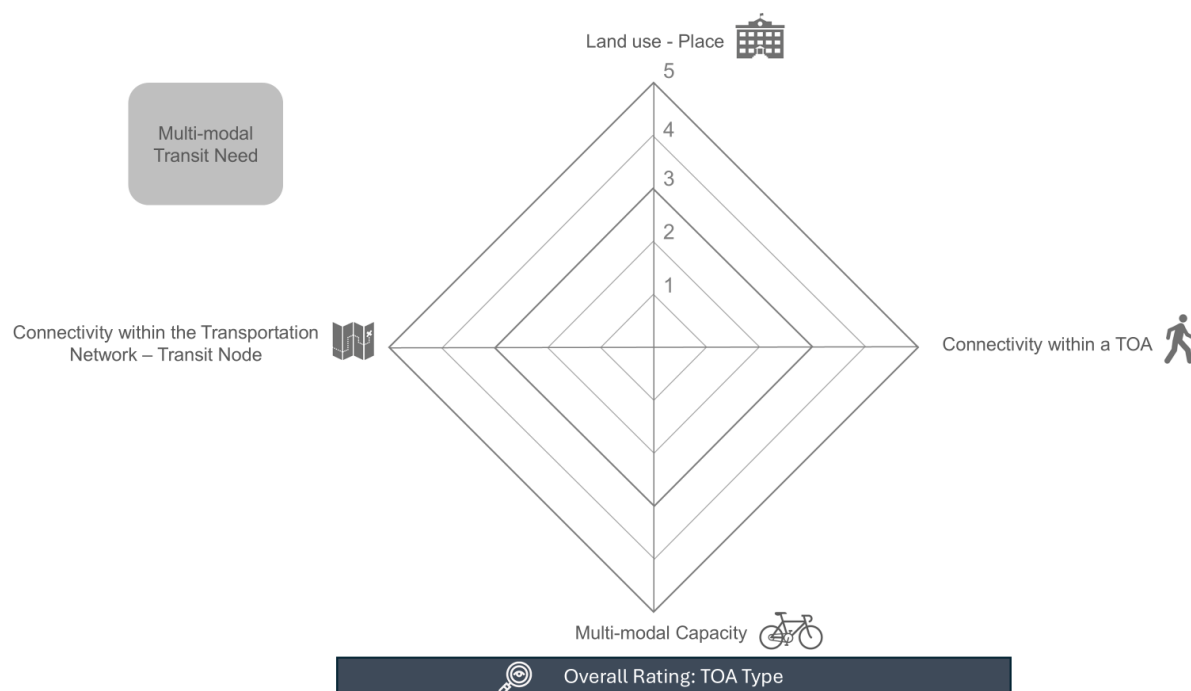 Land use - Place
5
Multi-modal
Transit Need
4
3
2
1
Connectivity within the Transportation
Network – Transit Node
Connectivity within a TOA
Multi-modal Capacity
Overall Rating: TOA Type